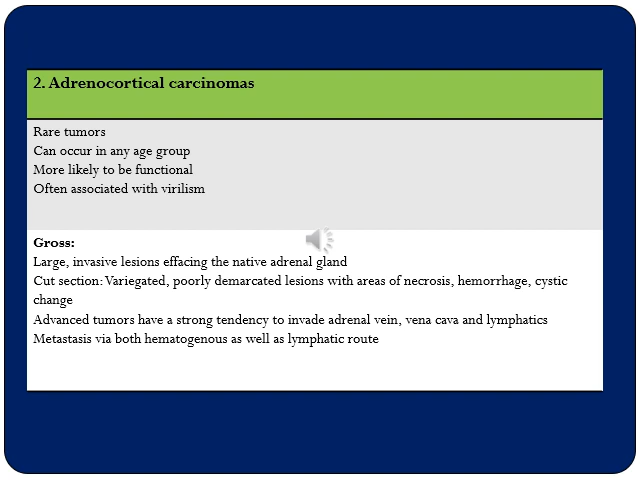 2. Adrenocortical carcinomas
Rare tumors
Can occur in any age group
More likely to be functional
Often associated with virilism
Gross:
Large, invasive lesions effacing the native adrenal gland
Cut section: Variegated, poorly demarcated lesions with areas of necrosis, hemorrhage, cystic
change
Advanced tumors have a strong tendency to invade adrenal vein, vena cava and lymphatics
Metastasis via both hematogenous as well as lymphatic route